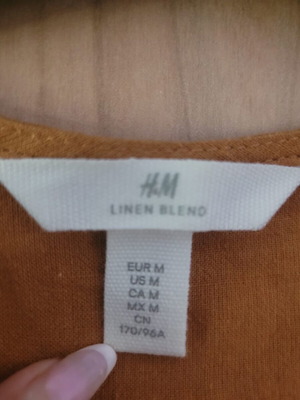 H&M
LINEN BLEND
EUR M
US M
CA M
MX M
CN
170/96A